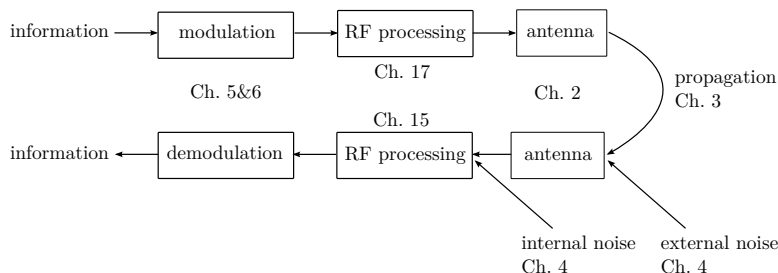 information
modulation
RF processing
antenna
Ch. 17
Ch. 5&6
Ch. 2
propagation
Ch. 3
Ch. 15
information
demodulation
RF processing
antenna
internal noise
Ch. 4
external noise
Ch. 4